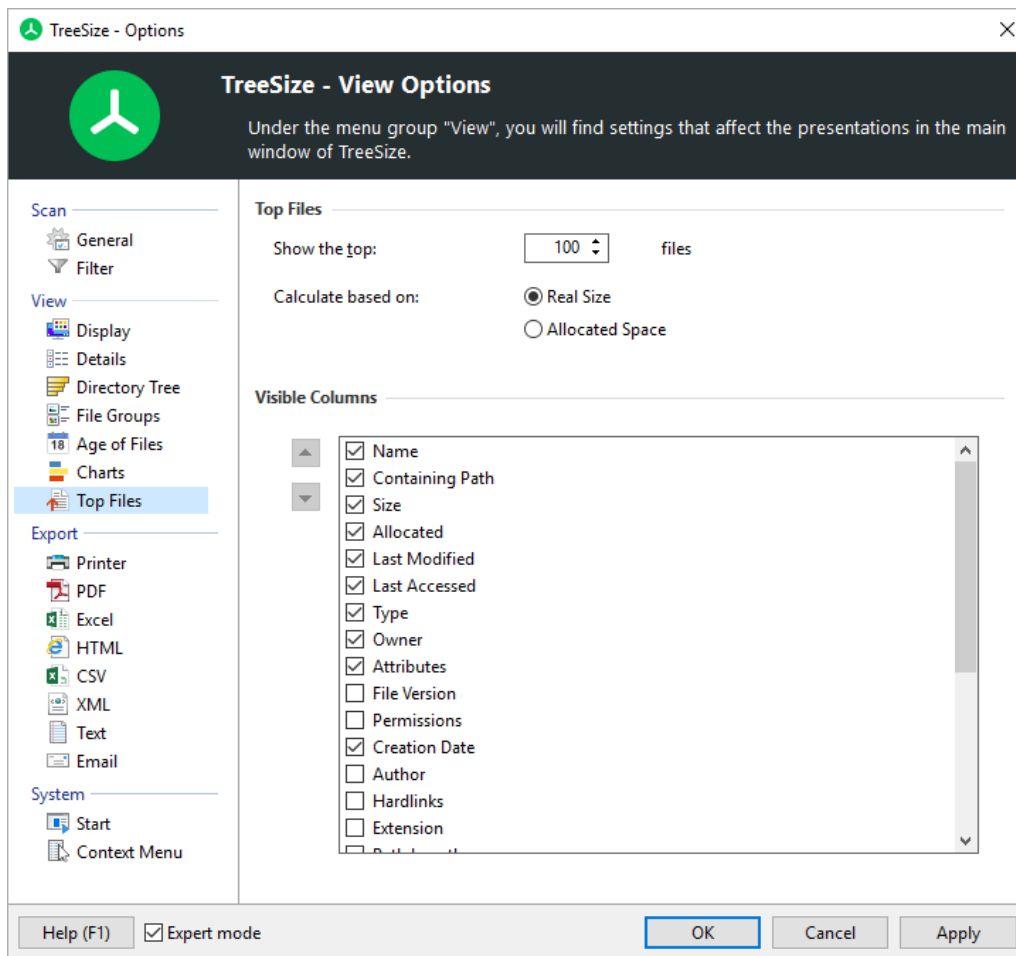 TreeSize - Options
TreeSize - View Options
Under the menu group "View", you will find settings that affect the presentations in the main
window of TreeSize.
Scan
General
Filter
View
Display
Details
Directory Tree
File Groups
18 Age of Files
Charts
Top Files
Export
Printer
PDF
Excel
HTML
CSV
XML
Text
Email
System
Start
Context Menu
Top Files
Show the top: 100 files
Calculate based on: Real Size
Allocated Space
Visible Columns
Name
Containing Path
Size
Allocated
Last Modified
Last Accessed
Type
Owner
Attributes
File Version
Permissions
Creation Date
Author
Hardlinks
Extension
Help (F1) Expert mode OK Cancel Apply